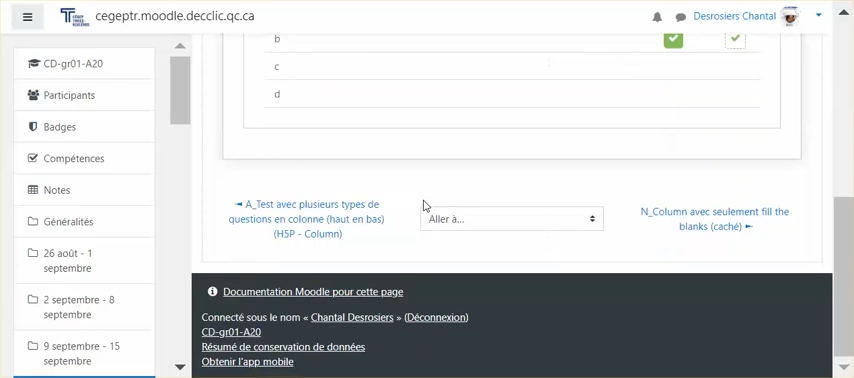 cegeptr.moodle.decclic.qc.ca
Desrosiers Chantal
CD-gr01-A20
Participants
Badges
Compétences
Notes
Généralités
26 août - 1
septembre
2 septembre - 8
septembre
9 septembre - 15
septembre
b
c
d
◄ A_Test avec plusieurs types de
questions en colonne (haut en bas)
(H5P - Column)
Aller à...
N_Column avec seulement fill the
blanks (caché) ►
Documentation Moodle pour cette page
Connecté sous le nom « Chantal Desrosiers » (Déconnexion)
CD-gr01-A20
Résumé de conservation de données
Obtenir l'app mobile